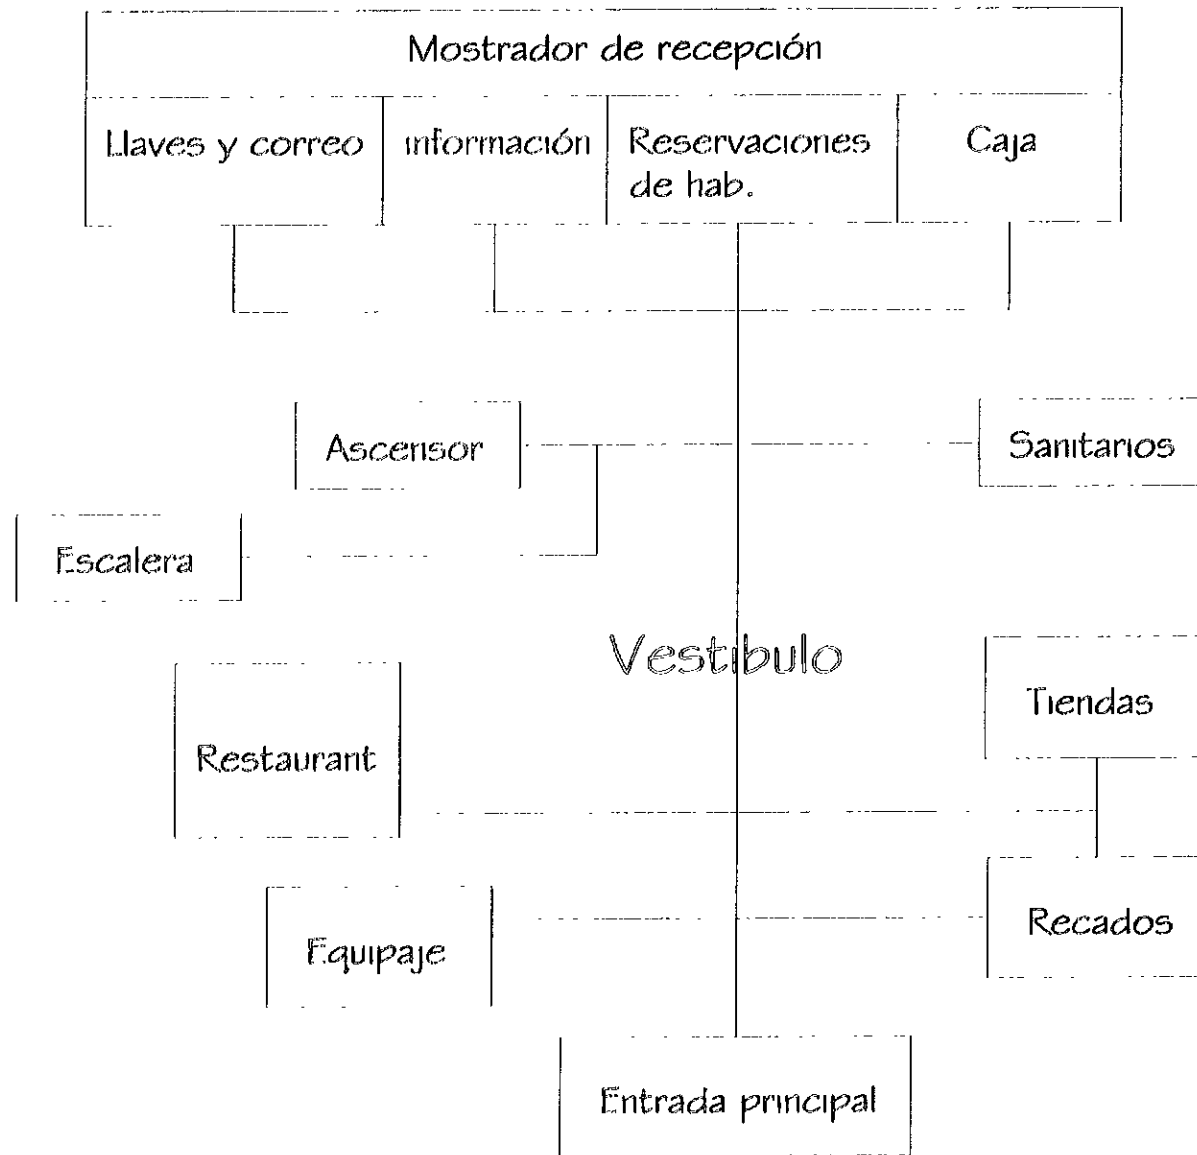 Mostrador de recepción
Llaves y correo
información
Reservaciones
de hab.
Caja
Ascensor
Sanitarios
Escalera
Vestíbulo
Tiendas
Restaurant
Recados
Equipaje
Entrada principal